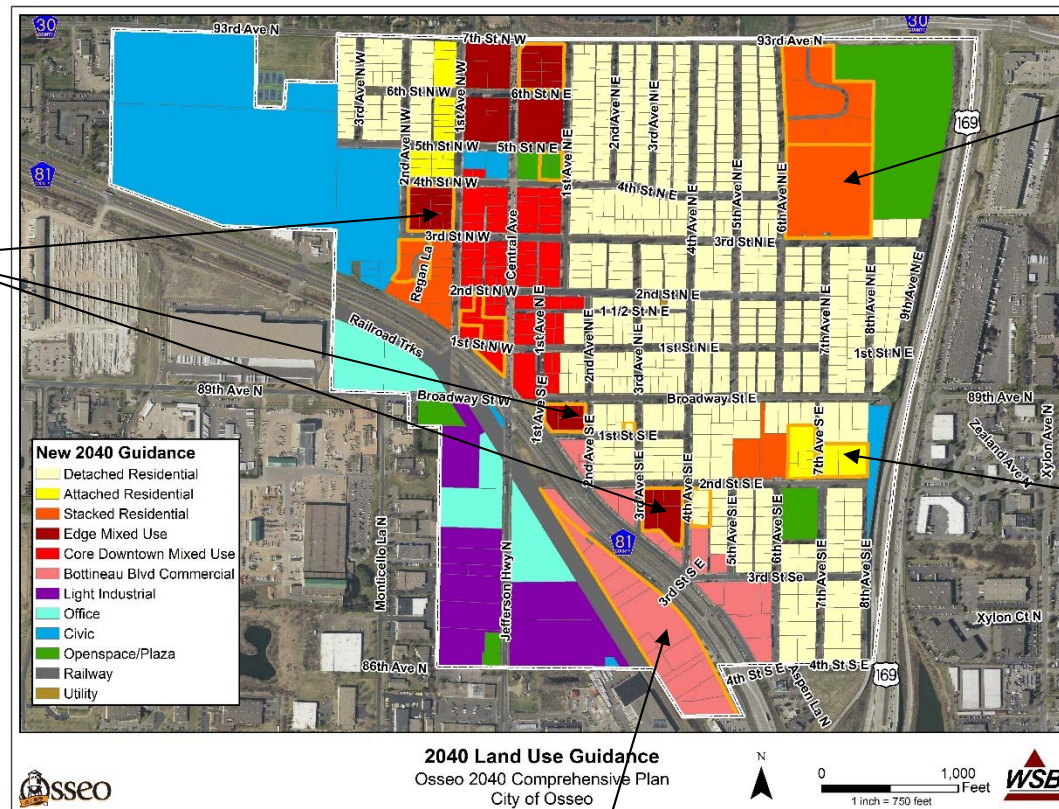 30
COUNTY
93rd Ave N
7th St N W
30
COUNTY
93rd Ave N
3rd Ave N W
6th St N W
1st Ave N W
6th St N E
2nd Ave N E
3rd Ave N E
169
5th St N W
5th St N E
1st Ave N E
81
COUNTY
2nd Ave N W
4th St N W
4th St N E
4th Ave N E
5th Ave N E
6th Ave N E
3rd St N W
3rd St N E
Central Ave
Regan La
2nd St N W
2nd St N E
1 1/2 St N E
1st Ave N E
2nd Ave N E
3rd Ave N E
7th Ave N E
8th Ave N E
9th Ave N E
Railroad Trks
1st St N W
1st St N E
1st St N E
89th Ave N
Broadway St W
Broadway St E
89th Ave N
1st Ave S E
2nd Ave S E
1st St S E
7th Ave S E
Zealand Ave N
Xylon Ave N
2nd St S E
3rd Ave S E
4th Ave S E
5th Ave S E
6th Ave S E
81
COUNTY
3rd St S E
3rd St Se
7th Ave S E
8th Ave S E
Monticello La N
Jefferson Hwy N
Xylon Ct N
86th Ave N
4th St S E
4th St S E
Aspen La N
169
New 2040 Guidance
Detached Residential
Attached Residential
Stacked Residential
Edge Mixed Use
Core Downtown Mixed Use
Bottineau Blvd Commercial
Light Industrial
Office
Civic
Openspace/Plaza
Railway
Utility
Osseo
2040 Land Use Guidance
Osseo 2040 Comprehensive Plan
City of Osseo
N
0 1,000
Feet
1 inch = 750 feet
WSB